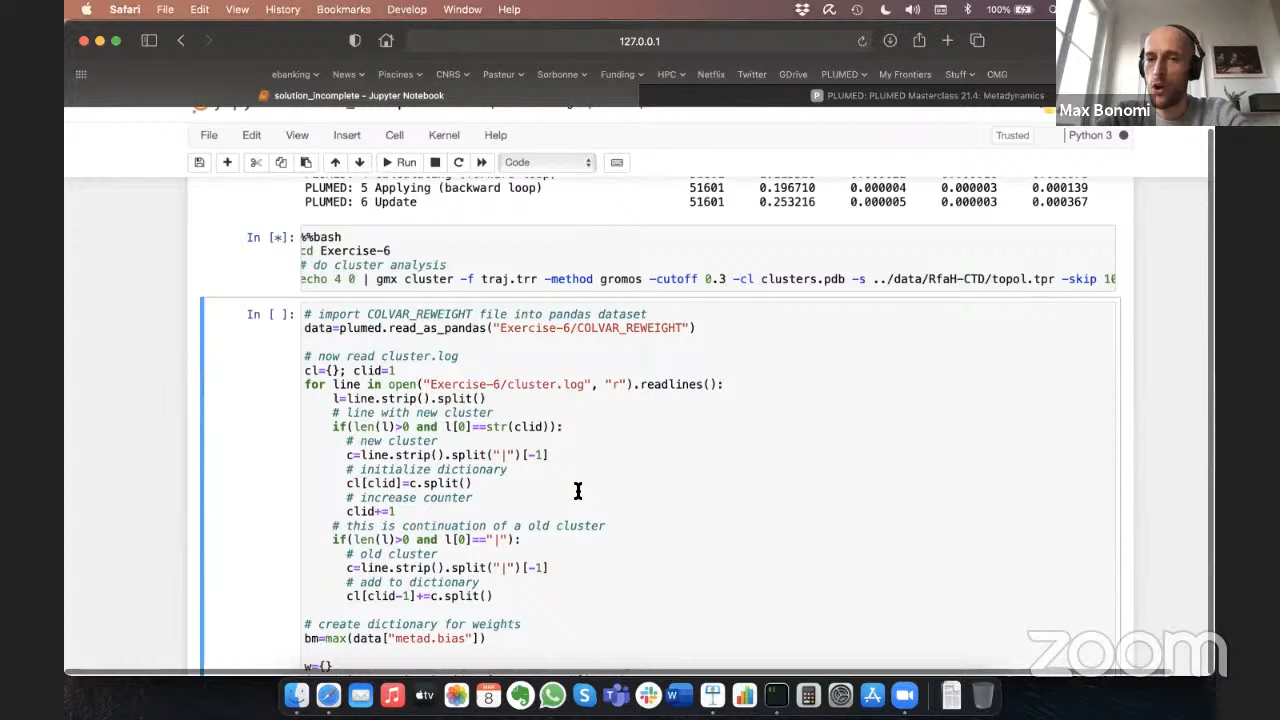 Safari File Edit View History Bookmarks Develop Window Help 100%
127.0.0.1
ebanking News Piscines CNRS Pasteur Sorbonne Funding HPC Netflix Twitter GDrive PLUMED My Frontiers Stuff CMG
solution_incomplete – Jupyter Notebook
P PLUMED: PLUMED Masterclass 21.4: Metadynamics
Max Bonomi
File Edit View Insert Cell Kernel Help Trusted Python 3
Run Code
PLUMED: 5 Applying (backward loop) 51601 0.196710 0.000004 0.000003 0.000139
PLUMED: 6 Update 51601 0.253216 0.000005 0.000003 0.000367
In [*]: %%bash
cd Exercise-6
# do cluster analysis
echo 4 0 | gmx cluster -f traj.trr -method gromos -cutoff 0.3 -cl clusters.pdb -s ../data/RfaH-CTD/topol.tpr -skip 10
In [ ]: # import COLVAR_REWEIGHT file into pandas dataset
data=plumed.read_as_pandas("Exercise-6/COLVAR_REWEIGHT")
# now read cluster.log
cl={}; clid=1
for line in open("Exercise-6/cluster.log", "r").readlines():
l=line.strip().split()
# line with new cluster
if(len(l)>0 and l[0]==str(clid)):
# new cluster
c=line.strip().split("|")[-1]
# initialize dictionary
cl[clid]=c.split()
# increase counter
clid+=1
# this is continuation of a old cluster
if(len(l)>0 and l[0]=="|"):
# old cluster
c=line.strip().split("|")[-1]
# add to dictionary
cl[clid-1]+=c.split()
# create dictionary for weights
bm=max(data["metad.bias"])
w={}
zoom
MAR
8
tv